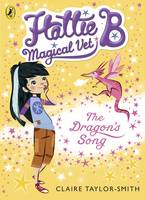 Hattie B
Magical Vet
The
Dragon's
Song
CLAIRE TAYLOR-SMITH